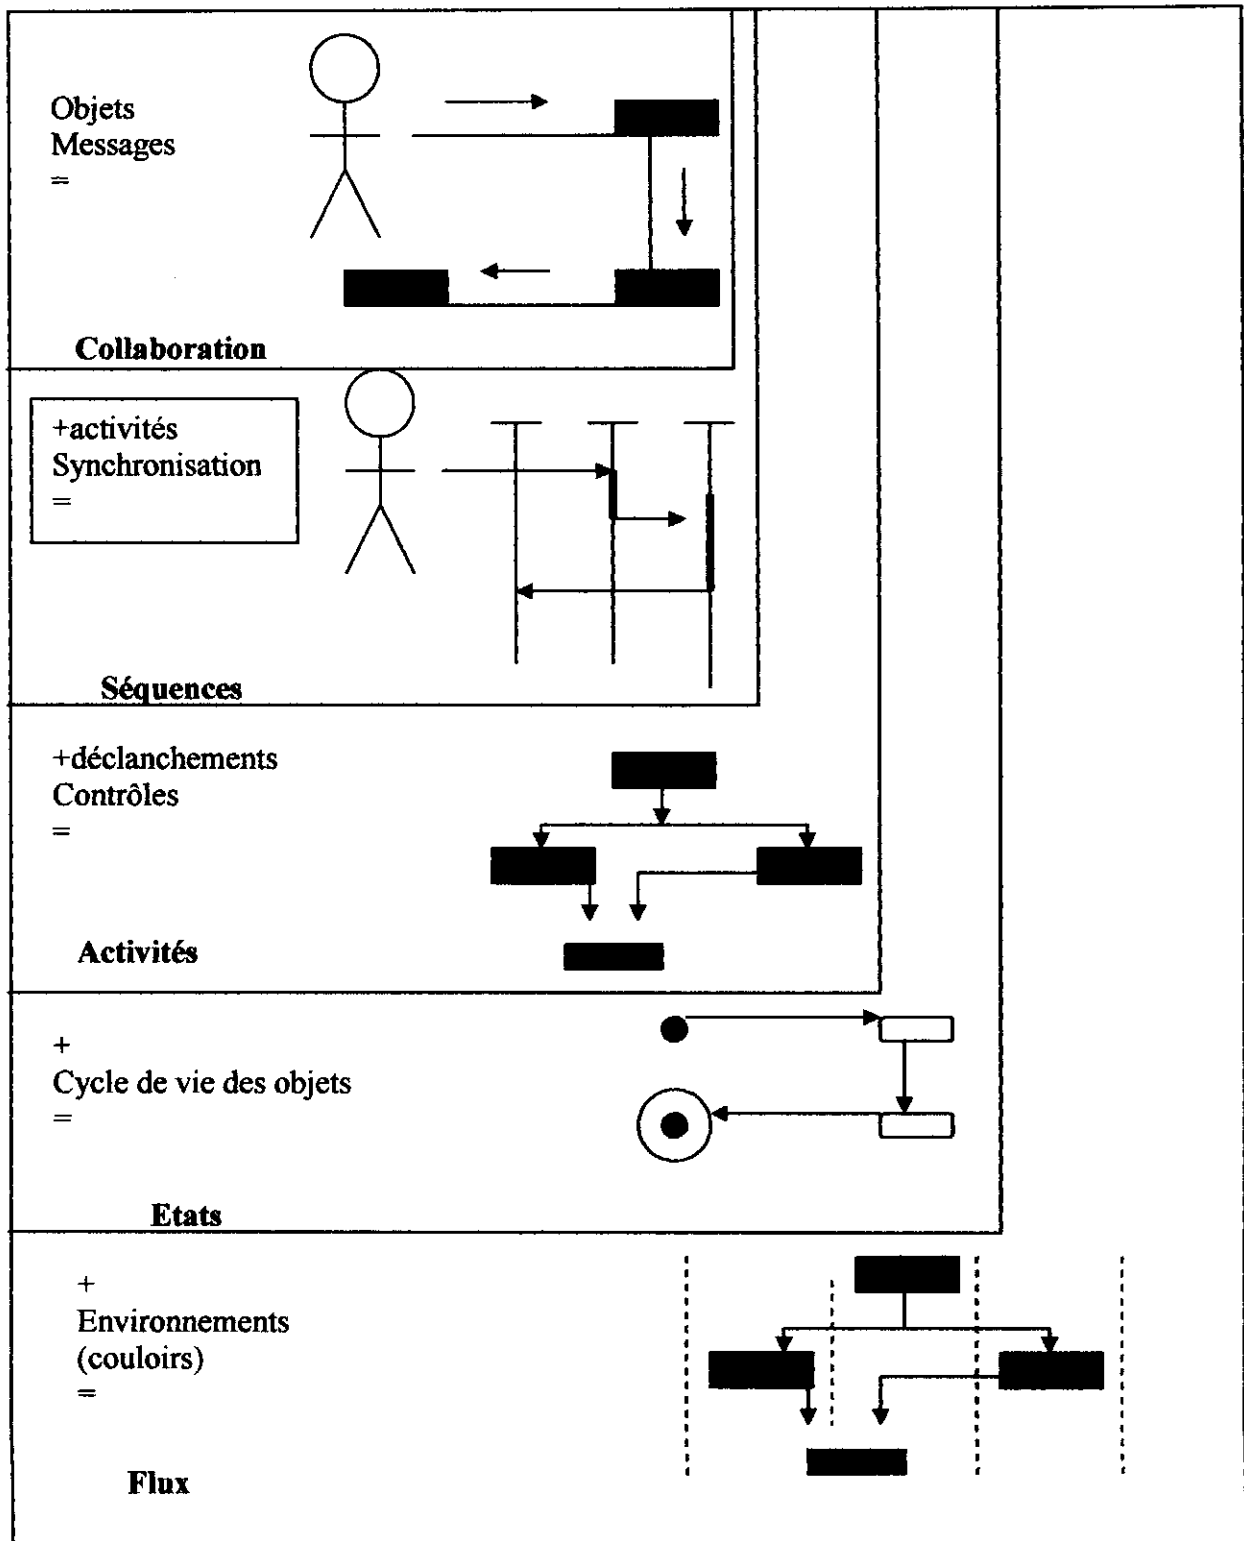 Objets
Messages
=
Collaboration
+activités
Synchronisation
=
Séquences
+déclanchements
Contrôles
=
Activités
+
Cycle de vie des objets
=
Etats
+
Environnements
(couloirs)
=
Flux